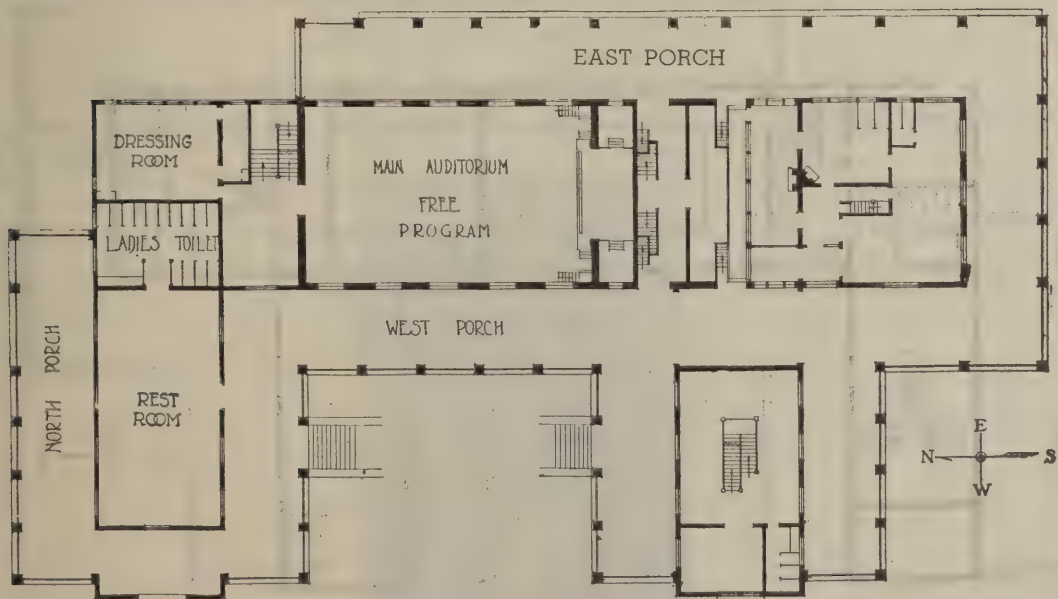 EAST PORCH
DRESSING
ROOM
MAIN AUDITORIUM
FREE
PROGRAM
LADIES TOILET
WEST PORCH
NORTH PORCH
REST
ROOM
E
N
S
W